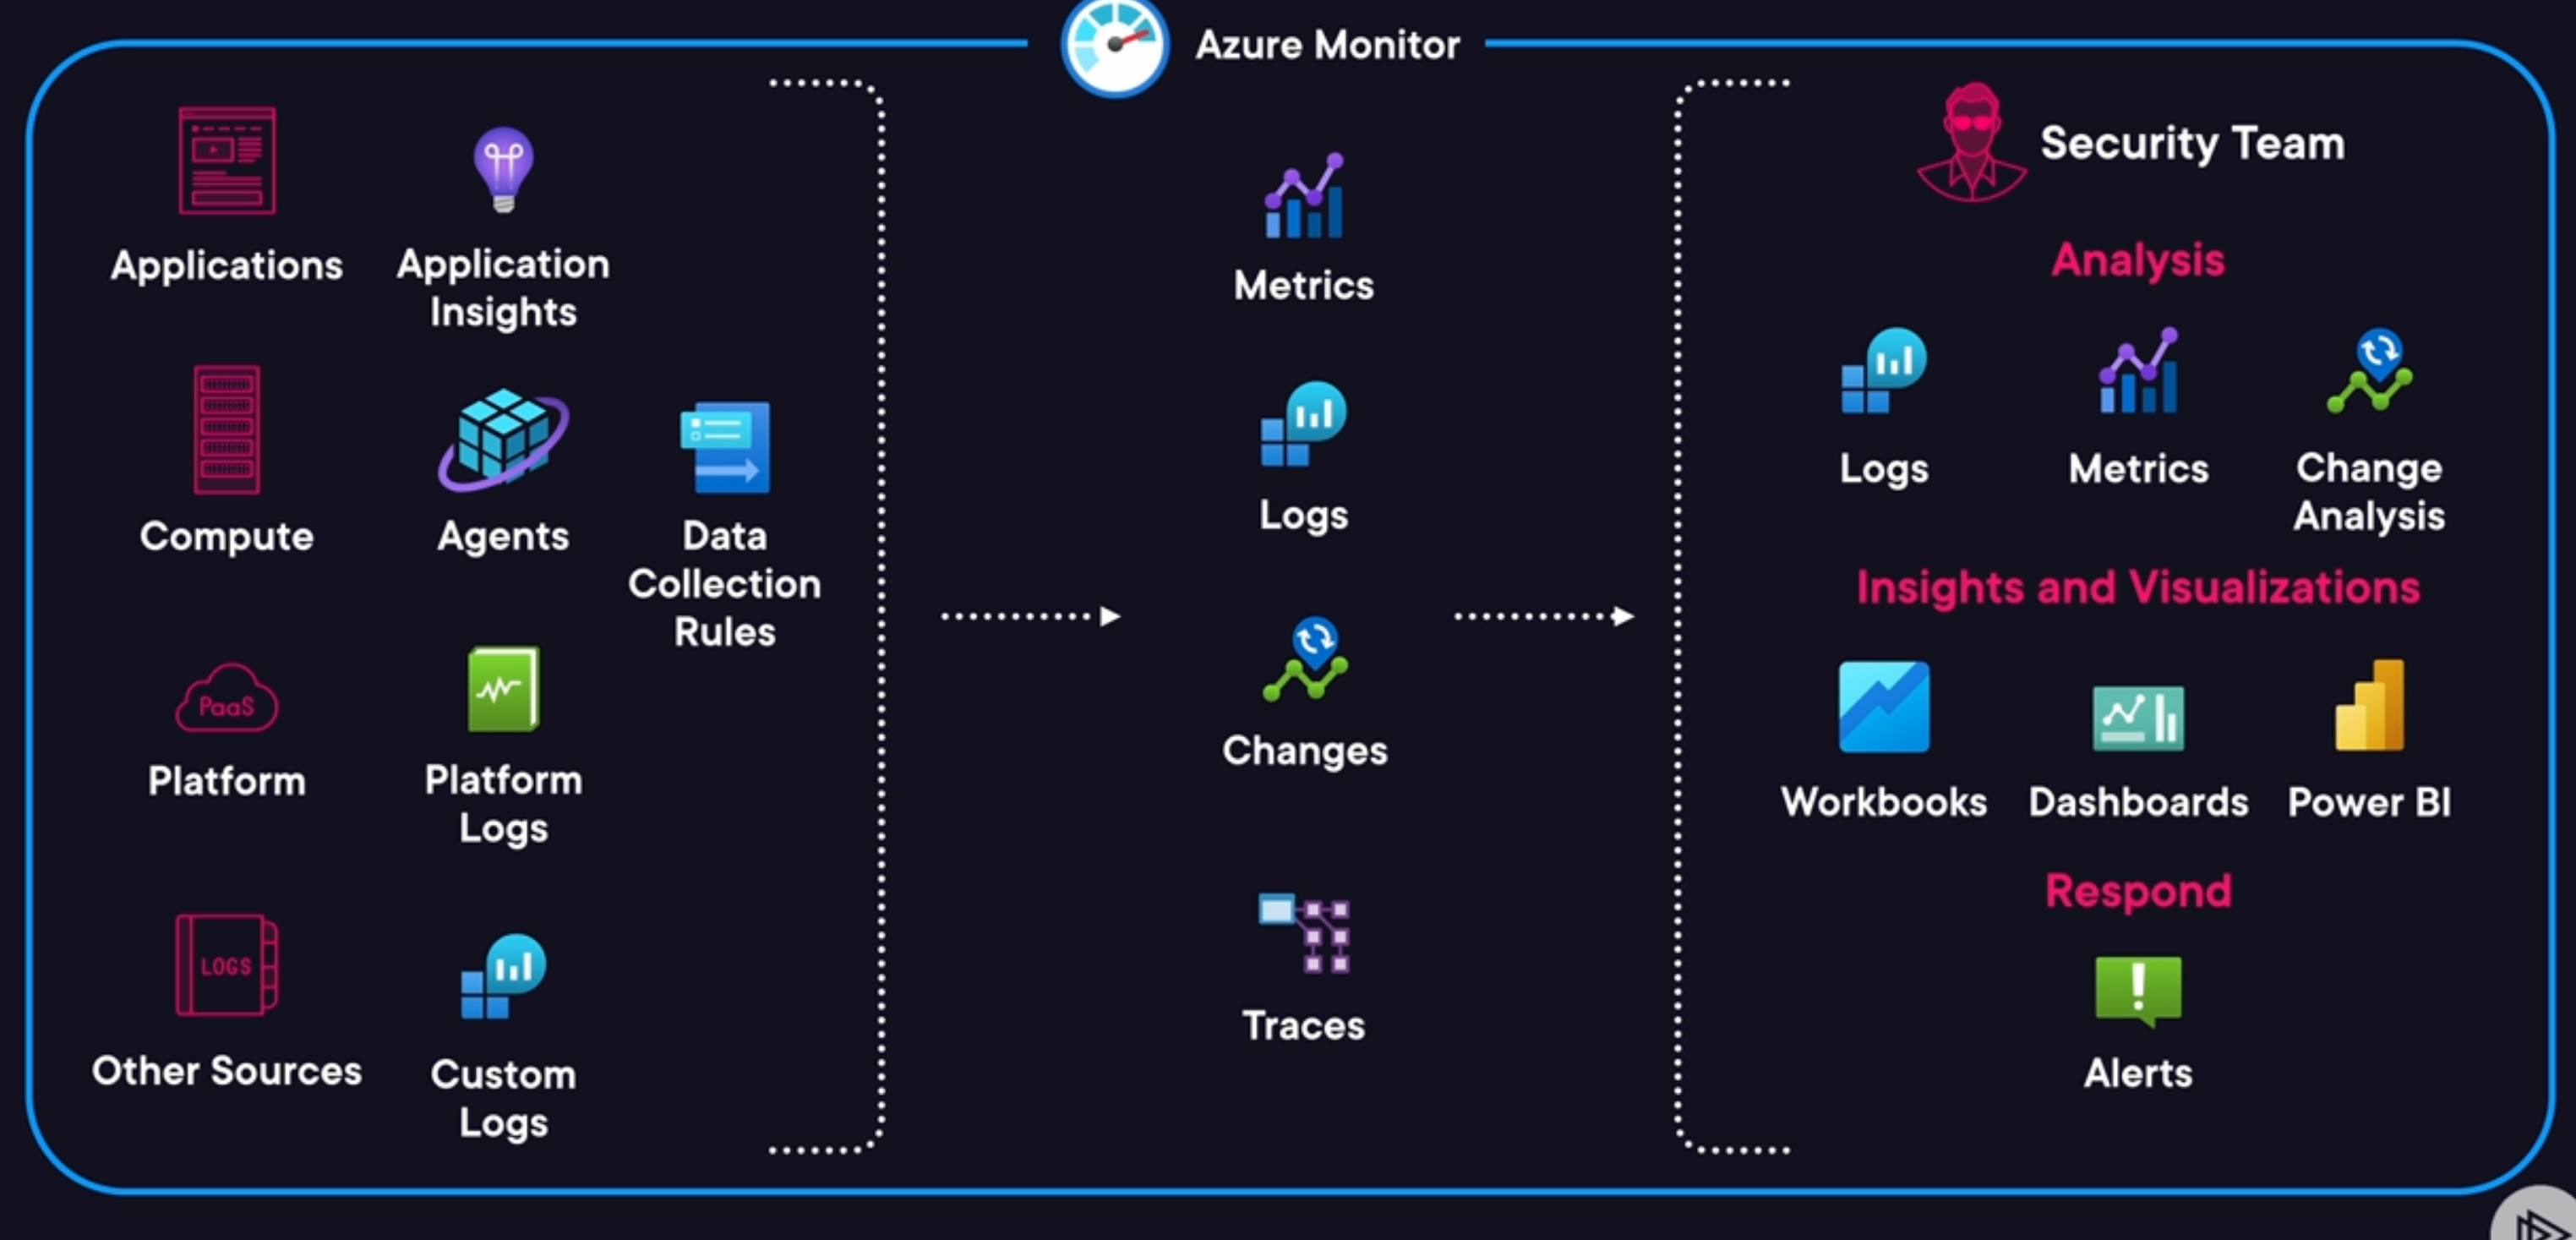 Azure Monitor
Applications
Application
Insights
Compute
Agents
Data
Collection
Rules
PaaS
Platform
Platform
Logs
LOGS
Other Sources
Custom
Logs
Metrics
Logs
Changes
Traces
Security Team
Analysis
Logs
Metrics
Change
Analysis
Insights and Visualizations
Workbooks
Dashboards
Power BI
Respond
Alerts